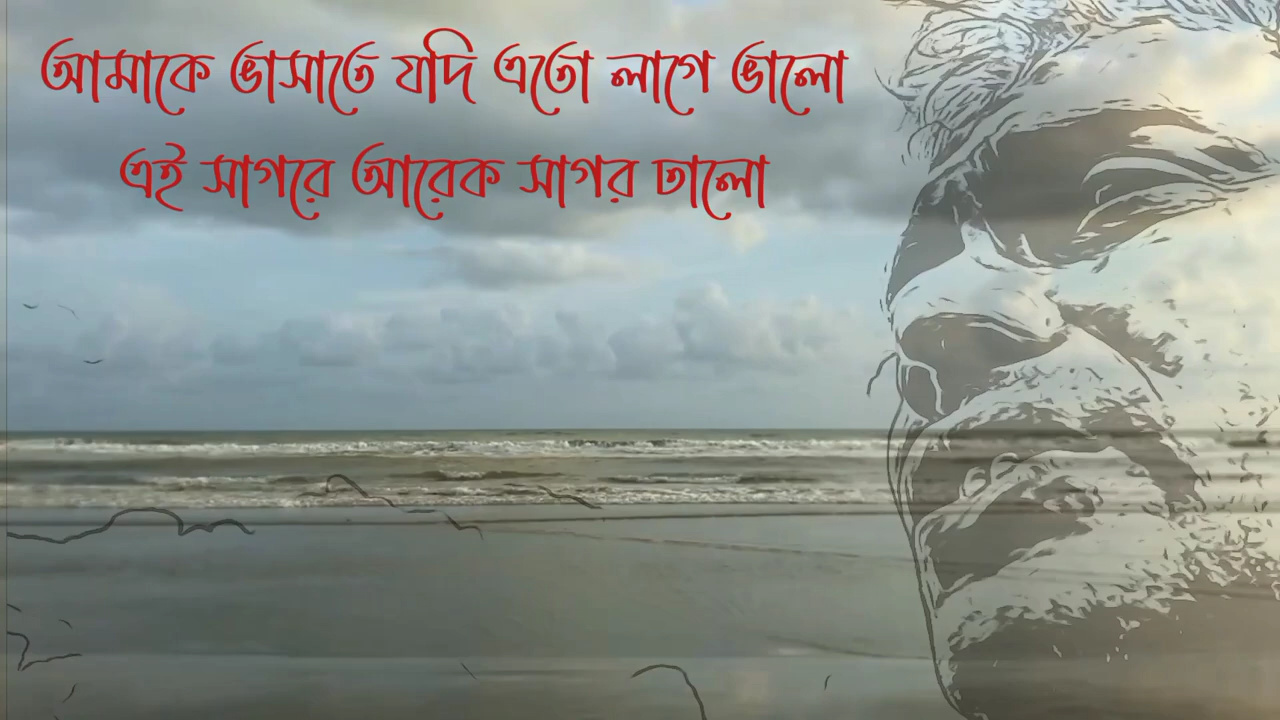 আমাকে ভাসাতে যদি এতো লাগে ভালো
এই সাগরে আরেক সাগর ঢালো